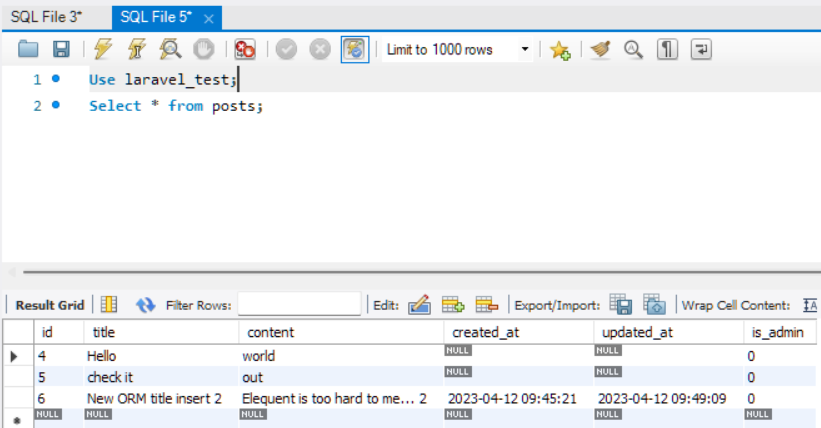 SQL File 3* SQL File 5* ×
Limit to 1000 rows
1 Use laravel_test;
2 Select * from posts;
Result Grid Filter Rows: Edit: Export/Import: Wrap Cell Content: IA
id title content created_at updated_at is_admin
4 Hello world NULL NULL 0
5 check it out NULL NULL 0
6 New ORM title insert 2 Elequent is too hard to me... 2 2023-04-12 09:45:21 2023-04-12 09:49:09 0
NULL NULL NULL NULL NULL NULL